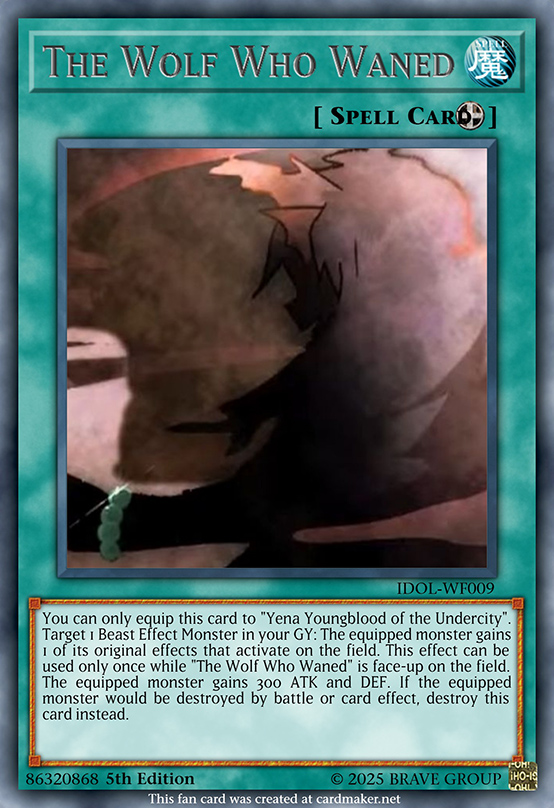 The Wolf Who Waned
SPELL
魔
[ Spell Card ]
IDOL-WF009
You can only equip this card to "Yena Youngblood of the Undercity".
Target 1 Beast Effect Monster in your GY: The equipped monster gains
1 of its original effects that activate on the field. This effect can be
used only once while "The Wolf Who Waned" is face-up on the field.
The equipped monster gains 300 ATK and DEF. If the equipped
monster would be destroyed by battle or card effect, destroy this
card instead.
86320868 5th Edition
© 2025 BRAVE GROUP
This fan card was created at cardmaker.net